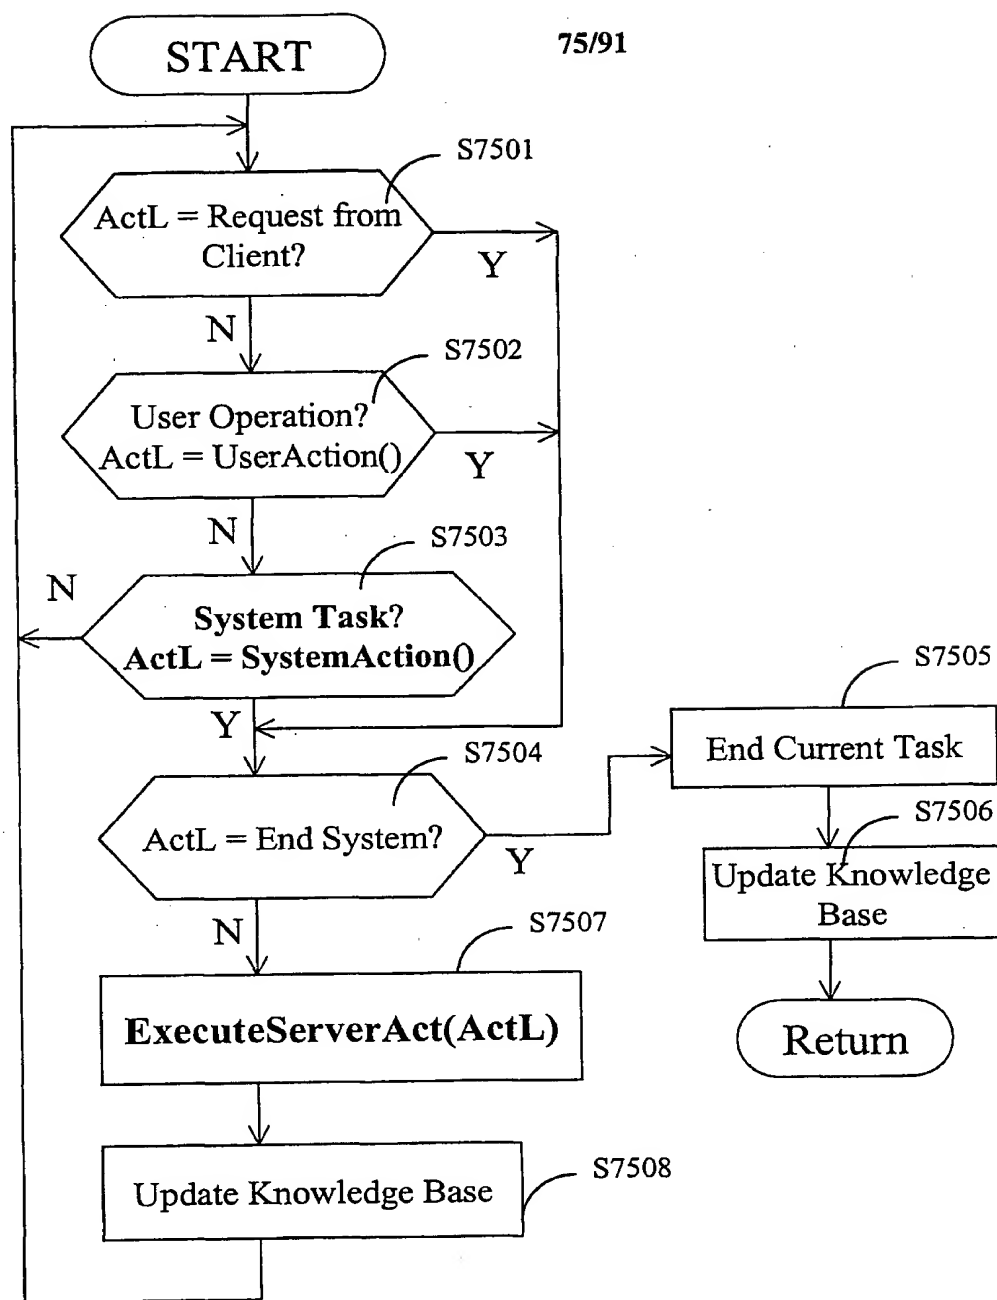 START
75/91
S7501
ActL = Request from
Client?
Y
N
S7502
User Operation?
ActL = UserAction()
Y
N
S7503
N
System Task?
ActL = SystemAction()
Y
S7505
End Current Task
S7504
ActL = End System?
Y
S7506
Update Knowledge
Base
N
S7507
ExecuteServerAct(ActL)
Return
S7508
Update Knowledge Base